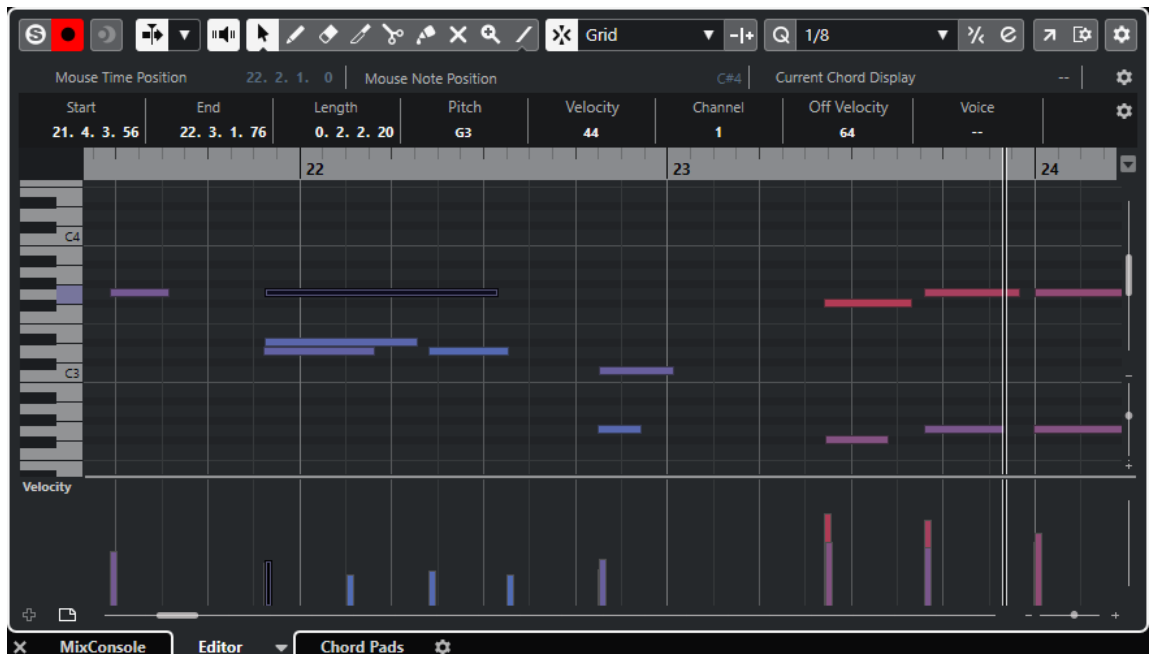 S Grid Q 1/8 e
Mouse Time Position 22. 2. 1. 0 Mouse Note Position C#4 Current Chord Display --
Start End Length Pitch Velocity Channel Off Velocity Voice
21. 4. 3. 56 22. 3. 1. 76 0. 2. 2. 20 G3 44 1 64 --
22 23 24
C4
C3
Velocity
MixConsole Editor Chord Pads